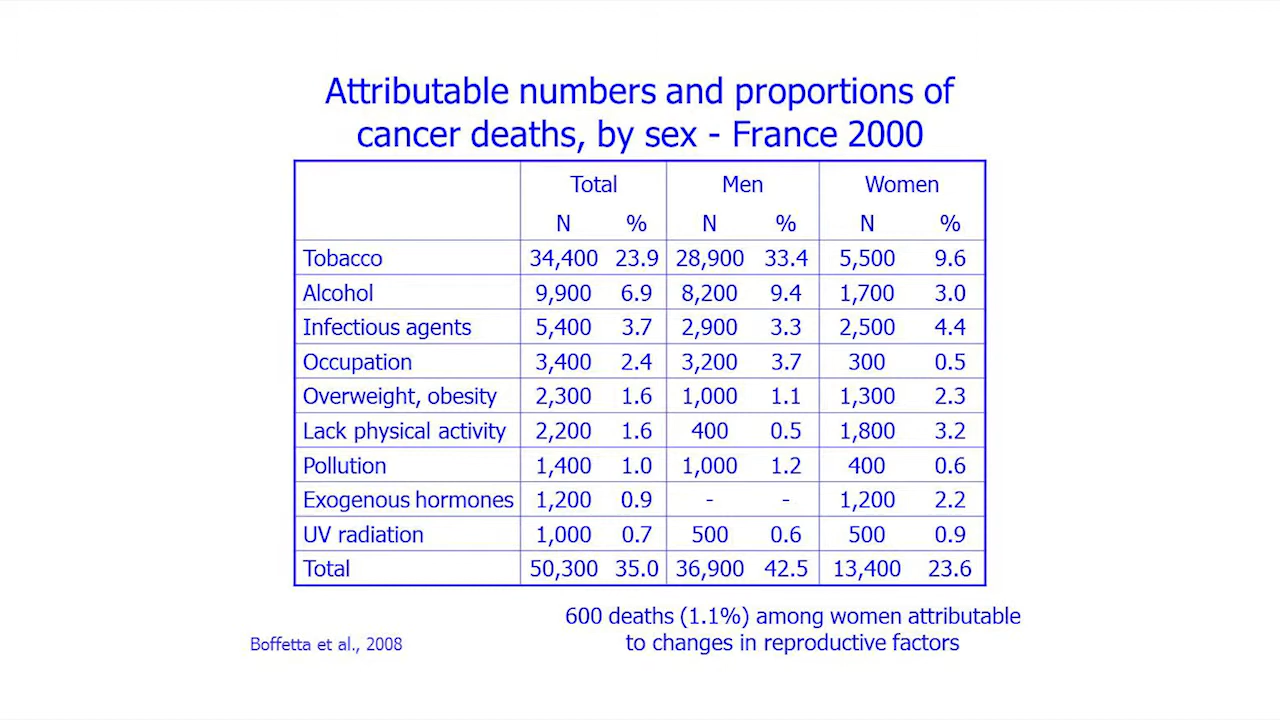 Attributable numbers and proportions of
cancer deaths, by sex - France 2000
Total Men Women
N % N % N %
Tobacco 34,400 23.9 28,900 33.4 5,500 9.6
Alcohol 9,900 6.9 8,200 9.4 1,700 3.0
Infectious agents 5,400 3.7 2,900 3.3 2,500 4.4
Occupation 3,400 2.4 3,200 3.7 300 0.5
Overweight, obesity 2,300 1.6 1,000 1.1 1,300 2.3
Lack physical activity 2,200 1.6 400 0.5 1,800 3.2
Pollution 1,400 1.0 1,000 1.2 400 0.6
Exogenous hormones 1,200 0.9 - - 1,200 2.2
UV radiation 1,000 0.7 500 0.6 500 0.9
Total 50,300 35.0 36,900 42.5 13,400 23.6
600 deaths (1.1%) among women attributable
to changes in reproductive factors
Boffetta et al., 2008